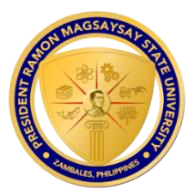 PRESIDENT RAMON MAGSAYSAY STATE UNIVERSITY
ZAMBALES, PHILIPPINES